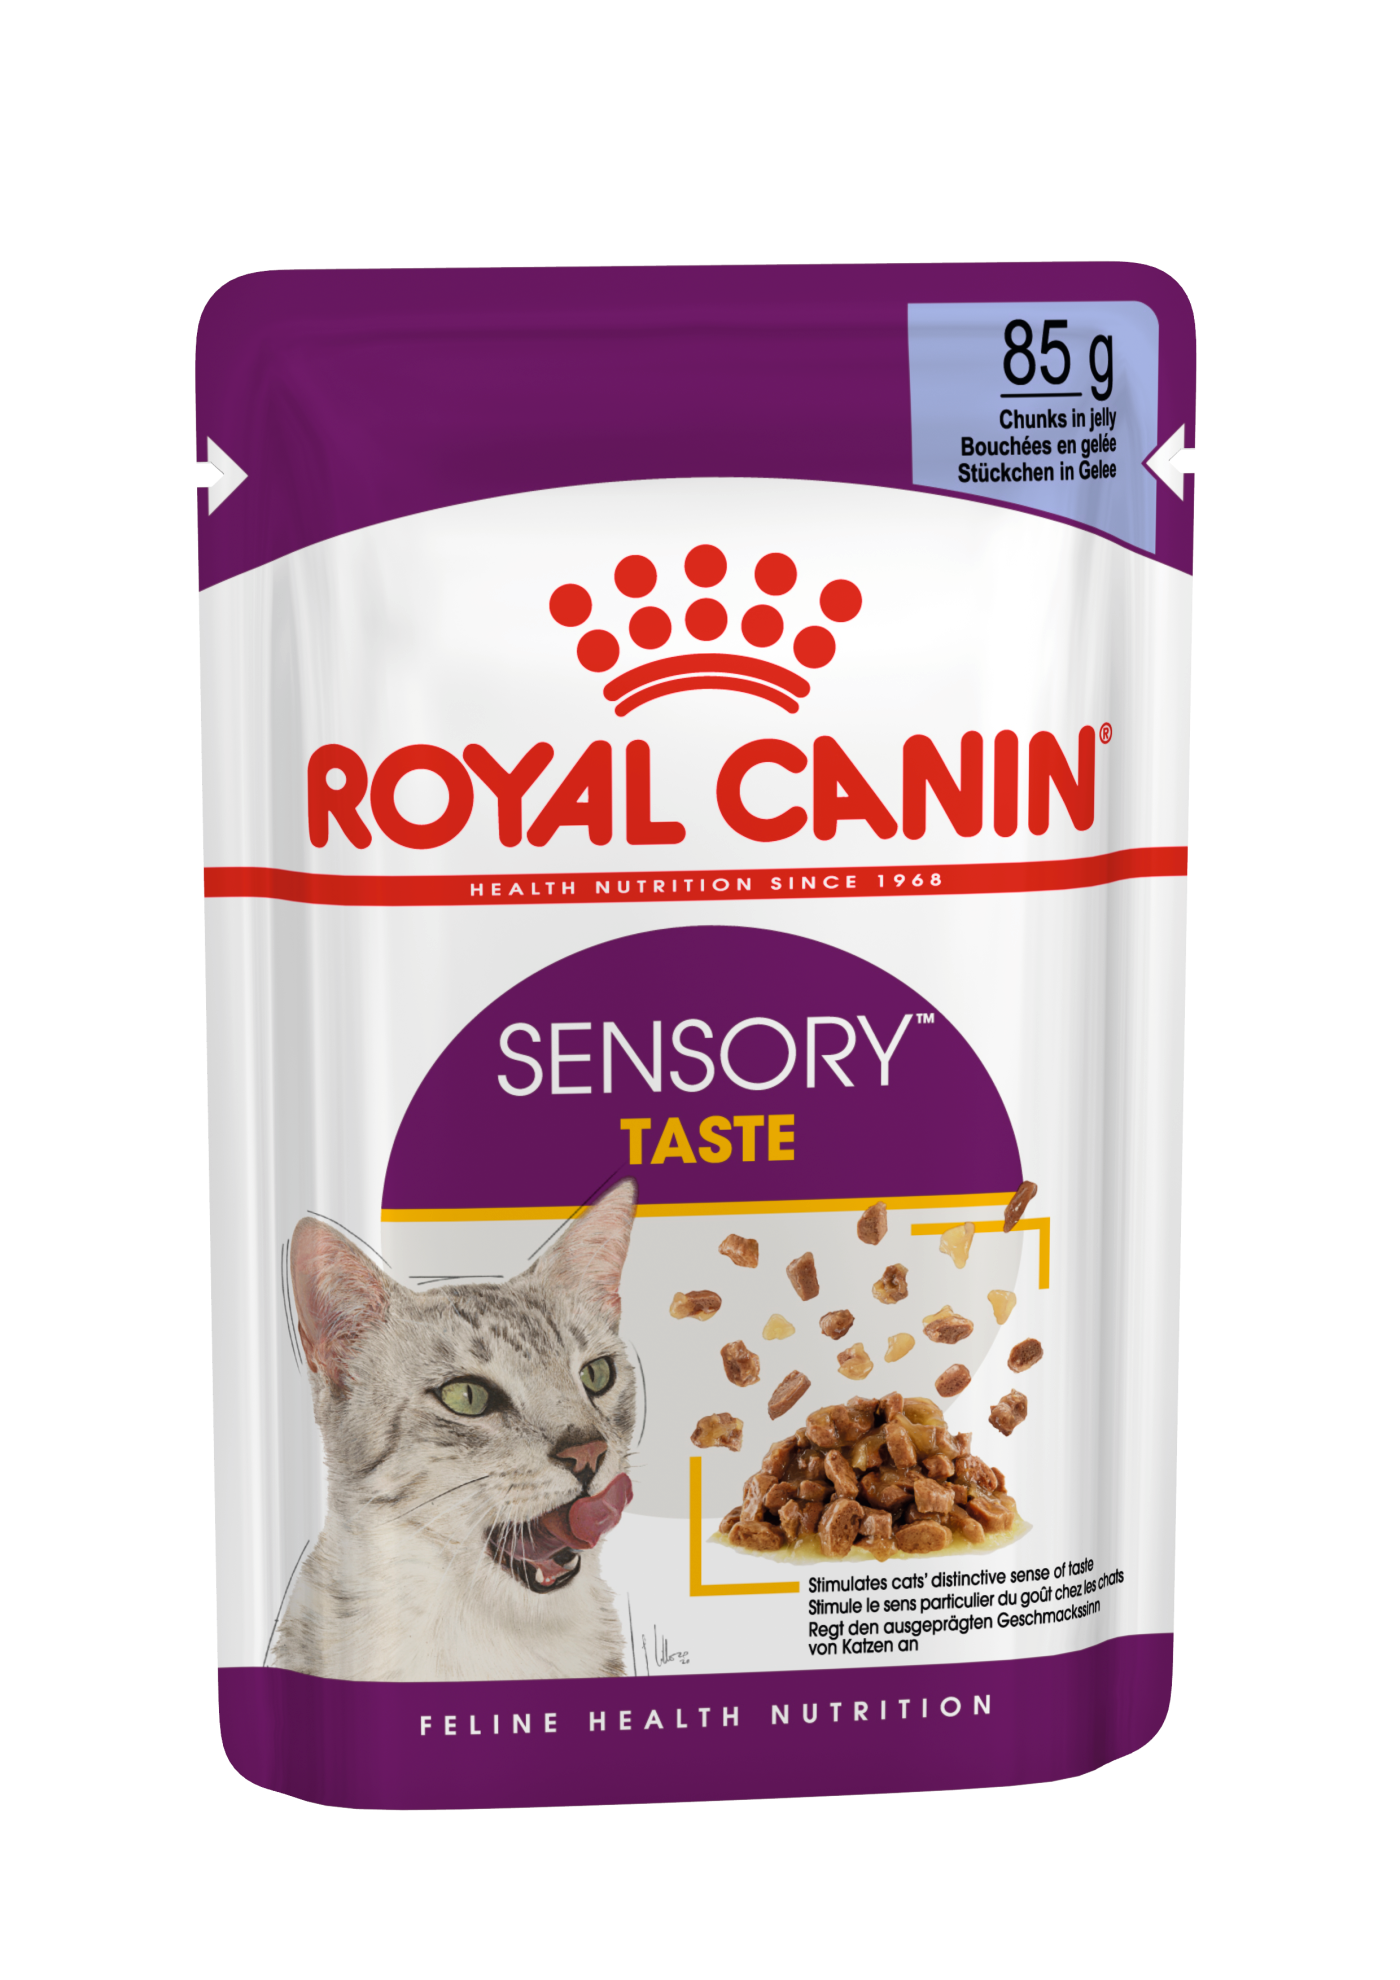 85 g
Chunks in jelly
Bouchées en gelée
Stückchen in Gelee
ROYAL CANIN®
HEALTH NUTRITION SINCE 1968
SENSORY™
TASTE
Stimulates cats' distinctive sense of taste
Stimule le sens particulier du goût chez les chats
Regt den ausgeprägten Geschmackssinn
von Katzen an
FELINE HEALTH NUTRITION